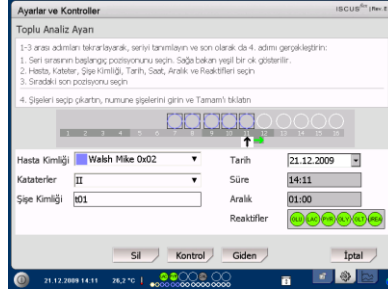 Ayarlar ve Kontroller
ISCUS
Toplu Analiz Ayarı
1-3 arası adımları tekrarlayarak, seriyi tanımlayın ve son olarak da 4. adımı gerçekleştirin:
1. Seri sırasının başlangıç pozisyonunu seçin. Sağa bakan yeşil bir ok gösterilir.
2. Hasta, Kateter, Şişe Kimliği, Tarih, Saat, Aralık ve Reaktifleri seçin
3. Sıradaki son pozisyonu seçin
4. Şişeleri seçip çıkartın, numune şişelerini girin ve Tamam'ı tıklatın
1 2 3 4 5 6 7 8 9 10 11 12 13 14 15 16
Hasta Kimliği Walsh Mike 0x02 Tarih 21.12.2009
Kataterler II Süre 14:11
Şişe Kimliği t01 Aralık 01:00
Reaktifler GLU LAC PYR GLY GLT UREA
Sil Kontrol Giden İptal
21.12.2009 14:11 26,2 °C